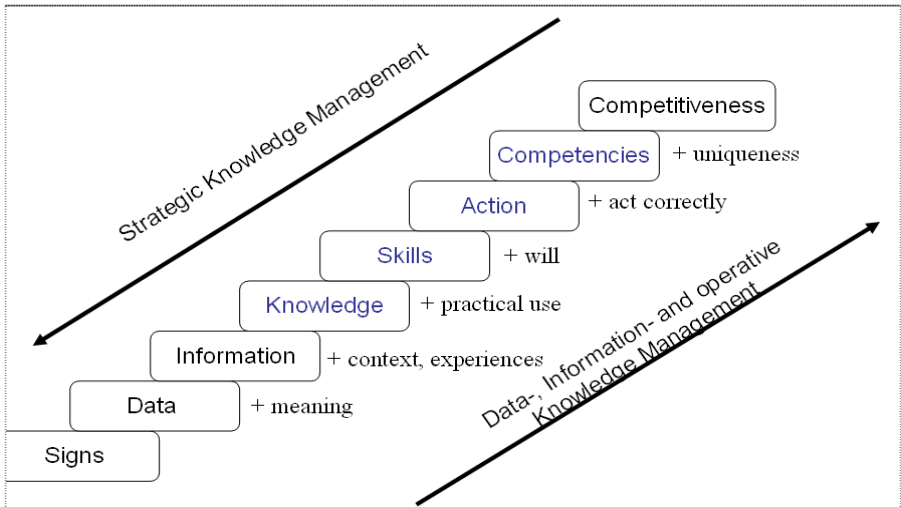 Strategic Knowledge Management
Competitiveness
Competencies
+ uniqueness
Action
+ act correctly
Skills
+ will
Knowledge
+ practical use
Information
+ context, experiences
Data
+ meaning
Signs
Data-, Information- and operative
Knowledge Management